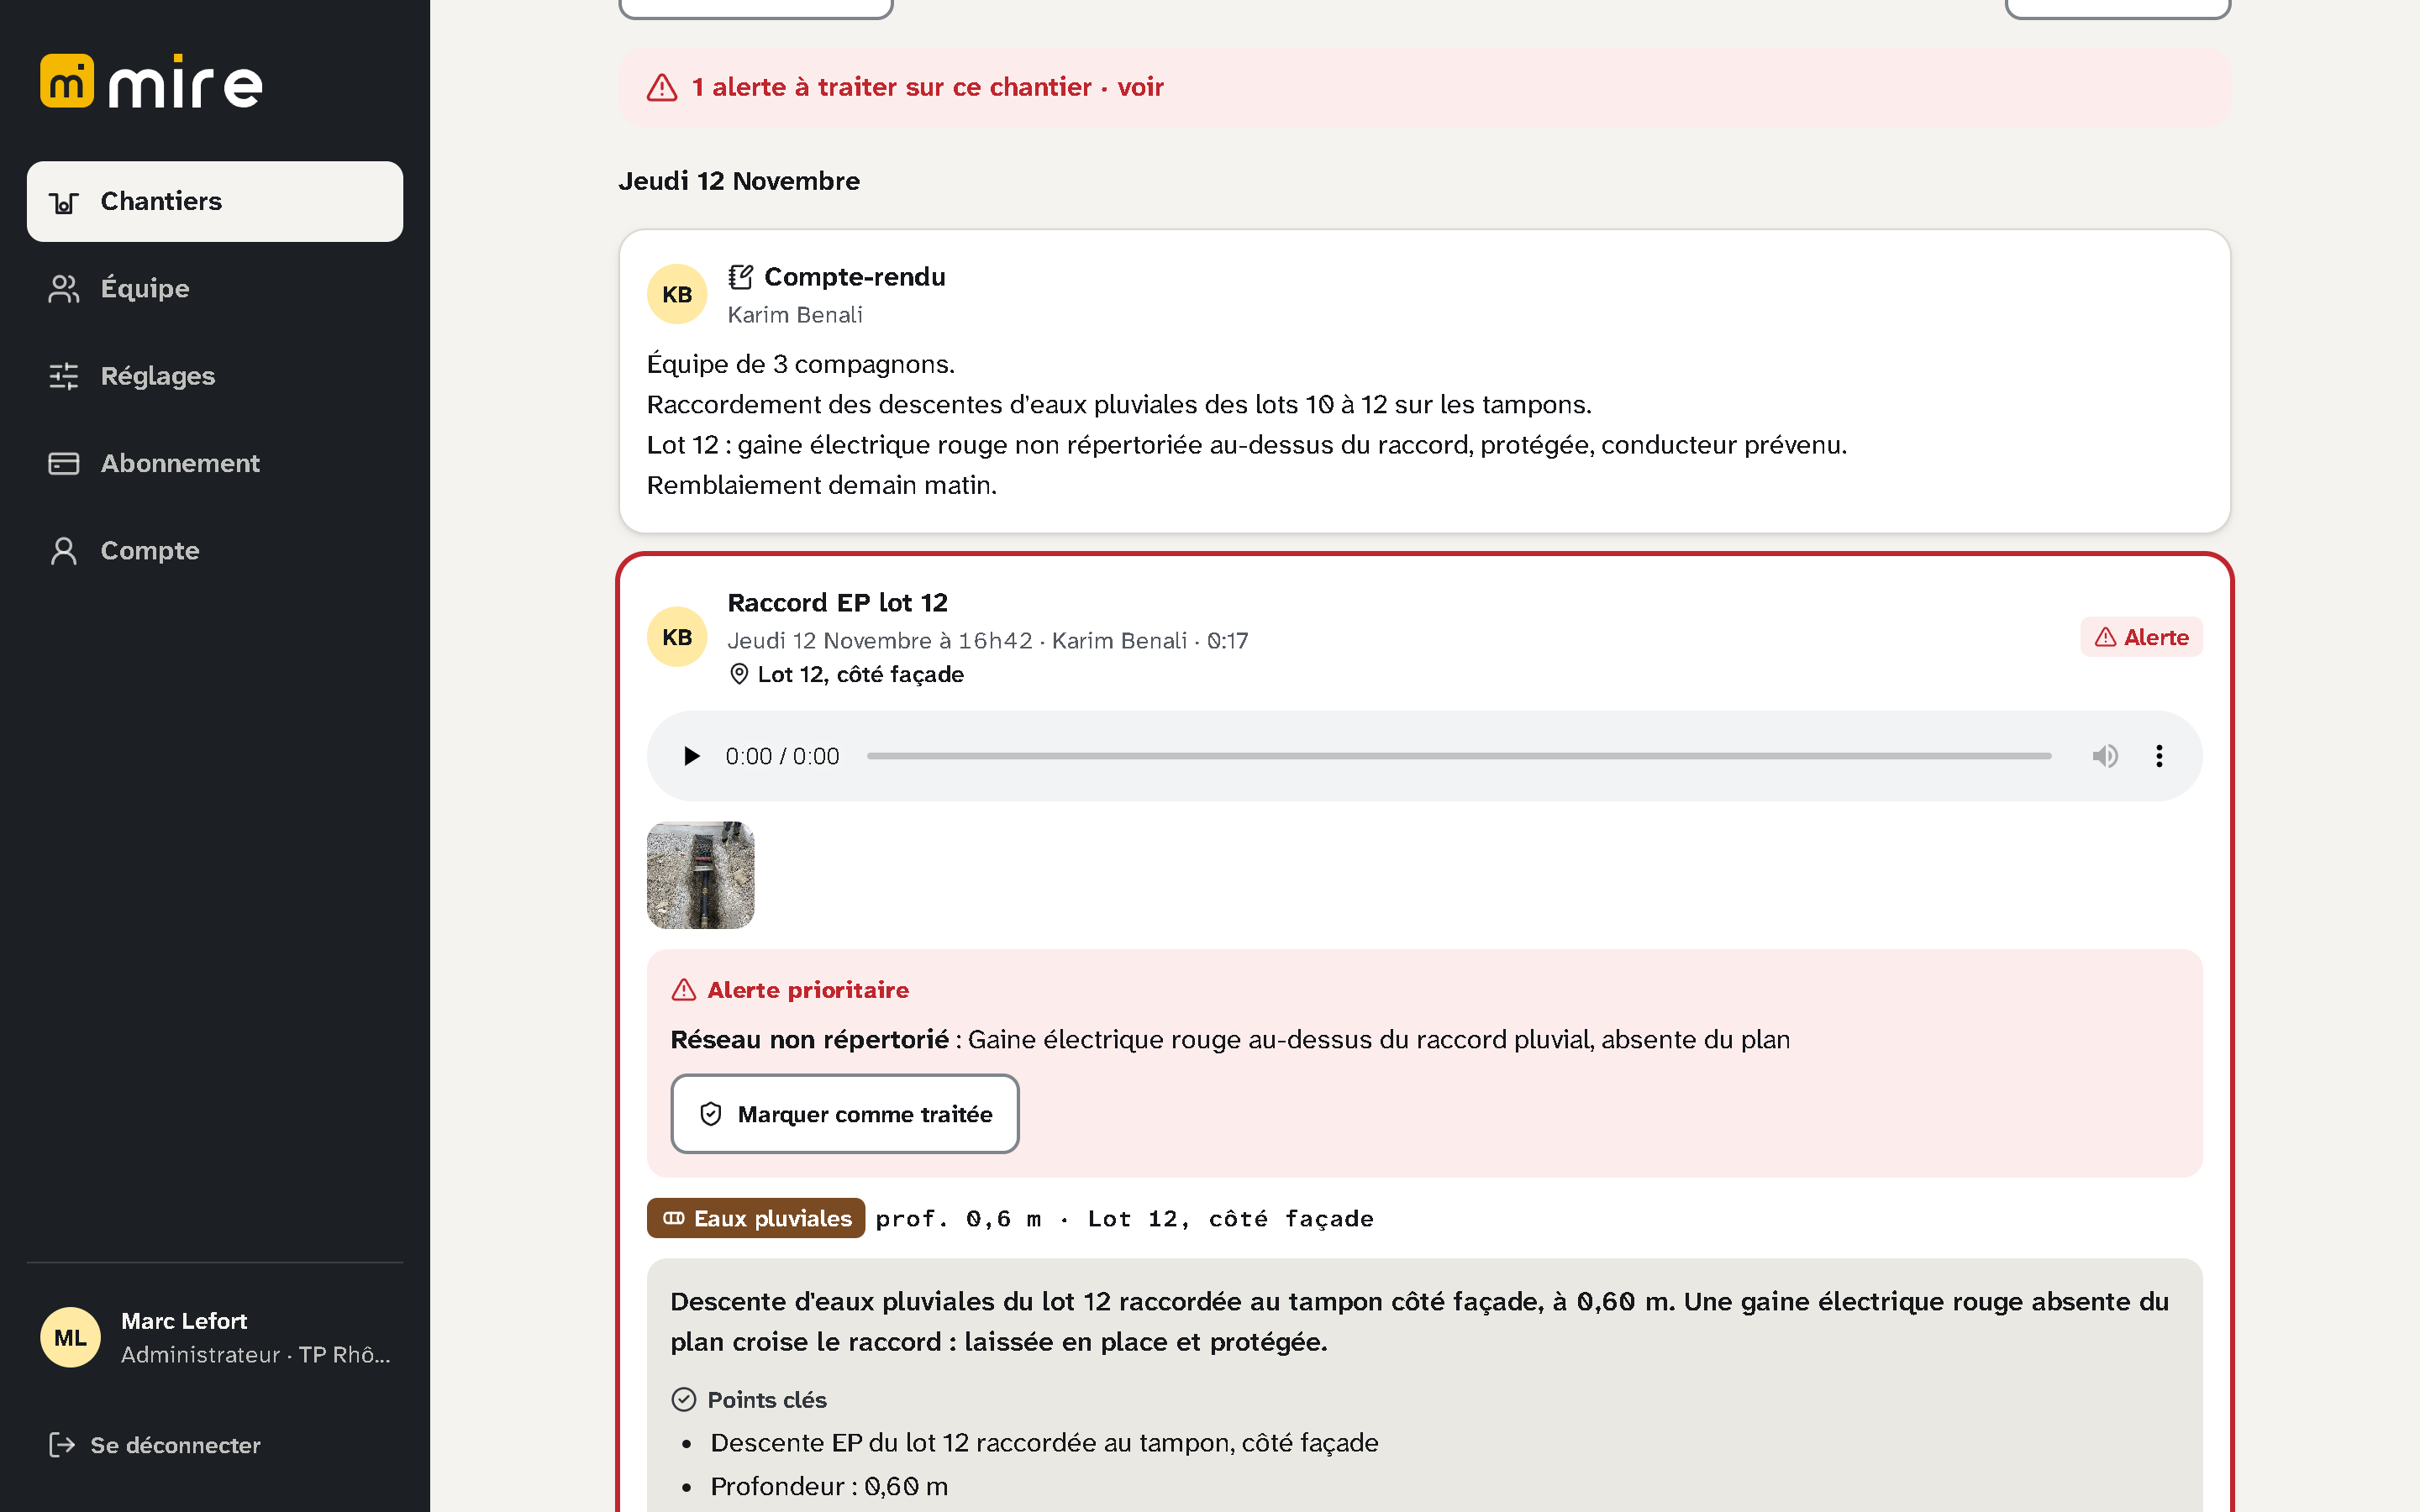 mire
Chantiers
Équipe
Réglages
Abonnement
Compte
ML
Marc Lefort
Administrateur · TP Rhô...
Se déconnecter
1 alerte à traiter sur ce chantier · voir
Jeudi 12 Novembre
KB
Compte-rendu
Karim Benali
Équipe de 3 compagnons.
Raccordement des descentes d'eaux pluviales des lots 10 à 12 sur les tampons.
Lot 12 : gaine électrique rouge non répertoriée au-dessus du raccord, protégée, conducteur prévenu.
Remblaiement demain matin.
KB
Raccord EP lot 12
Jeudi 12 Novembre à 16h42 · Karim Benali · 0:17
Lot 12, côté façade
Alerte
0:00 / 0:00
Alerte prioritaire
Réseau non répertorié : Gaine électrique rouge au-dessus du raccord pluvial, absente du plan
Marquer comme traitée
Eaux pluviales prof. 0,6 m · Lot 12, côté façade
Descente d'eaux pluviales du lot 12 raccordée au tampon côté façade, à 0,60 m. Une gaine électrique rouge absente du
plan croise le raccord : laissée en place et protégée.
Points clés
• Descente EP du lot 12 raccordée au tampon, côté façade
• Profondeur : 0,60 m